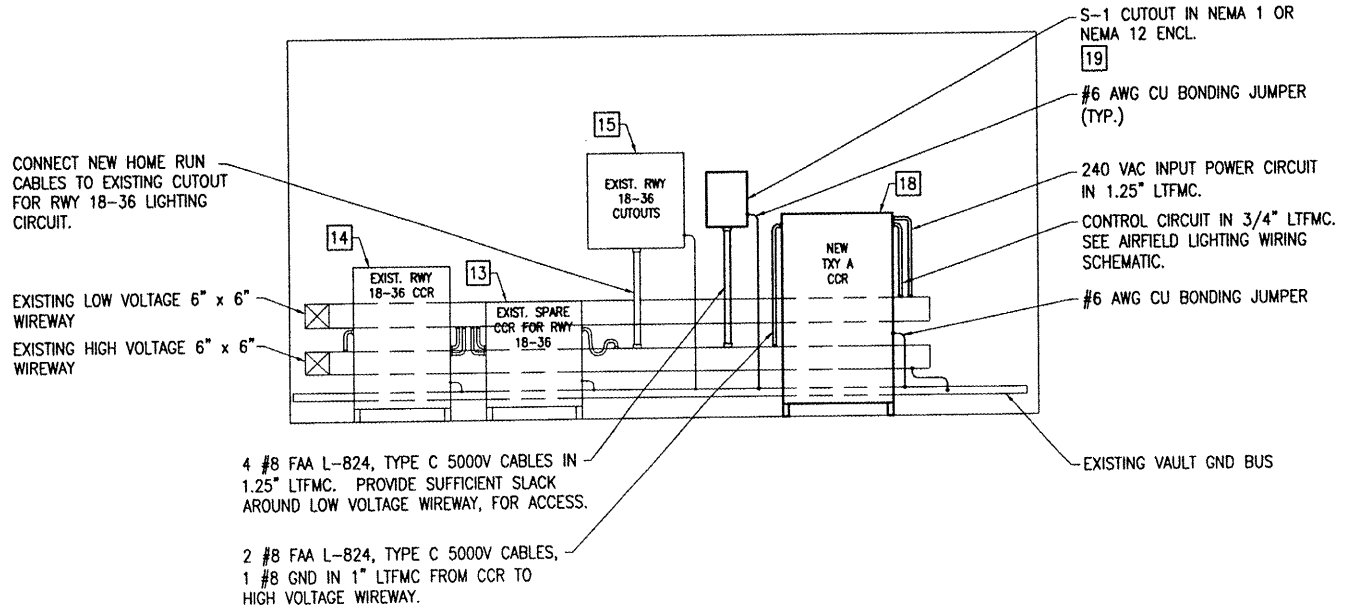 S-1 CUTOUT IN NEMA 1 OR
NEMA 12 ENCL.
19
#6 AWG CU BONDING JUMPER
(TYP.)
15
CONNECT NEW HOME RUN
CABLES TO EXISTING CUTOUT
FOR RWY 18-36 LIGHTING
CIRCUIT.
EXIST. RWY
18-36
CUTOUTS
18
240 VAC INPUT POWER CIRCUIT
IN 1.25" LTFMC.
CONTROL CIRCUIT IN 3/4" LTFMC.
SEE AIRFIELD LIGHTING WIRING
SCHEMATIC.
14
13
NEW
TXY A
CCR
EXIST. RWY
18-36 CCR
EXIST. SPARE
CCR FOR RWY
18-36
EXISTING LOW VOLTAGE 6" x 6"
WIREWAY
EXISTING HIGH VOLTAGE 6" x 6"
WIREWAY
#6 AWG CU BONDING JUMPER
4 #8 FAA L-824, TYPE C 5000V CABLES IN
1.25" LTFMC. PROVIDE SUFFICIENT SLACK
AROUND LOW VOLTAGE WIREWAY, FOR ACCESS.
EXISTING VAULT GND BUS
2 #8 FAA L-824, TYPE C 5000V CABLES,
1 #8 GND IN 1" LTFMC FROM CCR TO
HIGH VOLTAGE WIREWAY.